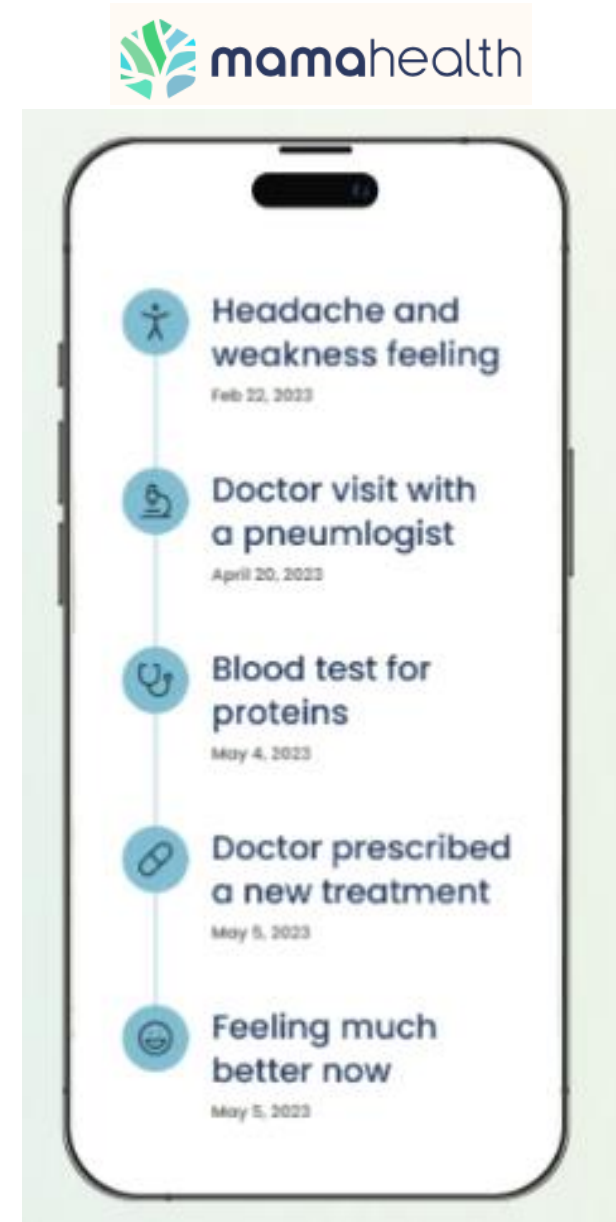 mamahealth
Headache and
weakness feeling
Feb 22, 2023
Doctor visit with
a pneumlogist
April 20, 2023
Blood test for
proteins
May 4, 2023
Doctor prescribed
a new treatment
May 5, 2023
Feeling much
better now
May 5, 2023